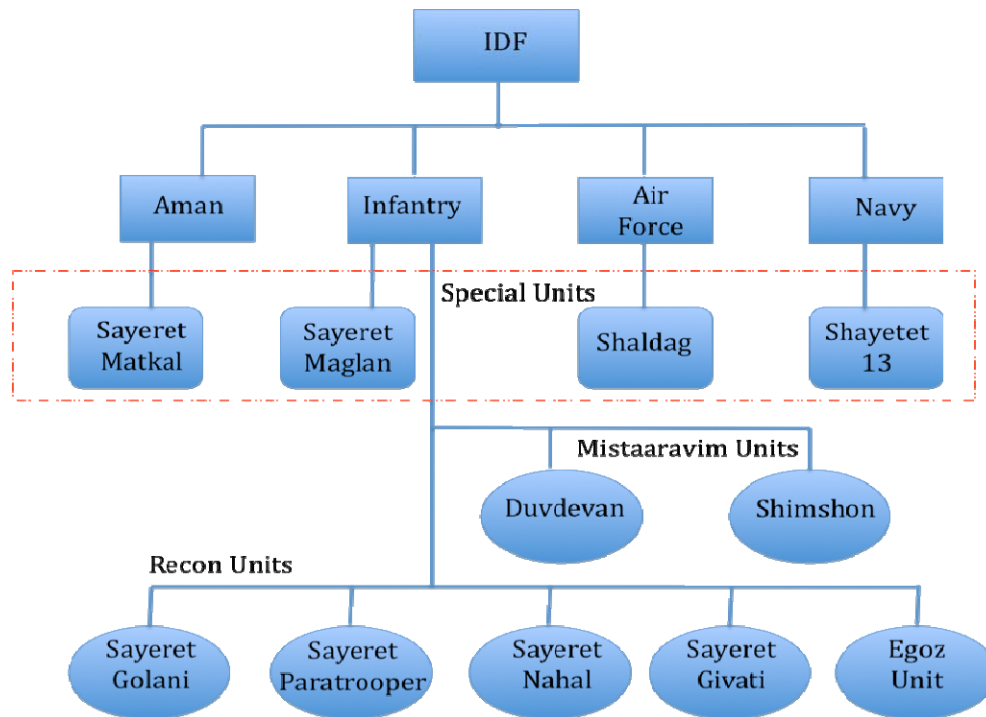 IDF
Aman
Infantry
Air
Force
Navy
Special Units
Sayeret
Matkal
Sayeret
Maglan
Shaldag
Shayetet
13
Mistaaravim Units
Duvdevan
Shimshon
Recon Units
Sayeret
Golani
Sayeret
Paratrooper
Sayeret
Nahal
Sayeret
Givati
Egoz
Unit